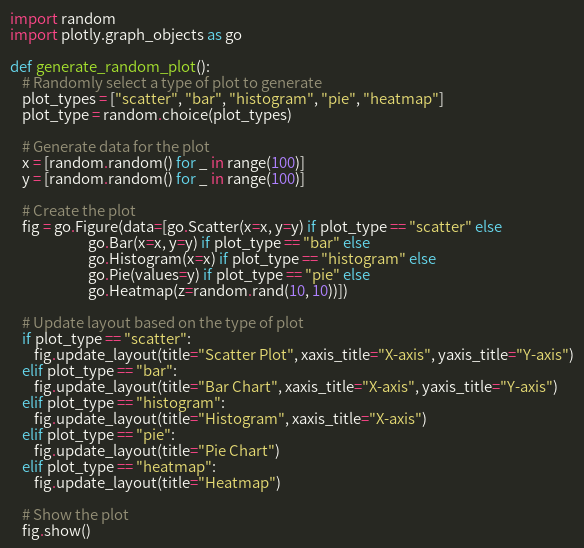 import random
import plotly.graph_objects as go

def generate_random_plot():
    # Randomly select a type of plot to generate
    plot_types = ["scatter", "bar", "histogram", "pie", "heatmap"]
    plot_type = random.choice(plot_types)

    # Generate data for the plot
    x = [random.random() for _ in range(100)]
    y = [random.random() for _ in range(100)]

    # Create the plot
    fig = go.Figure(data=[go.Scatter(x=x, y=y) if plot_type == "scatter" else
                          go.Bar(x=x, y=y) if plot_type == "bar" else
                          go.Histogram(x=x) if plot_type == "histogram" else
                          go.Pie(values=y) if plot_type == "pie" else
                          go.Heatmap(z=random.rand(10, 10))])

    # Update layout based on the type of plot
    if plot_type == "scatter":
        fig.update_layout(title="Scatter Plot", xaxis_title="X-axis", yaxis_title="Y-axis")
    elif plot_type == "bar":
        fig.update_layout(title="Bar Chart", xaxis_title="X-axis", yaxis_title="Y-axis")
    elif plot_type == "histogram":
        fig.update_layout(title="Histogram", xaxis_title="X-axis")
    elif plot_type == "pie":
        fig.update_layout(title="Pie Chart")
    elif plot_type == "heatmap":
        fig.update_layout(title="Heatmap")

    # Show the plot
    fig.show()